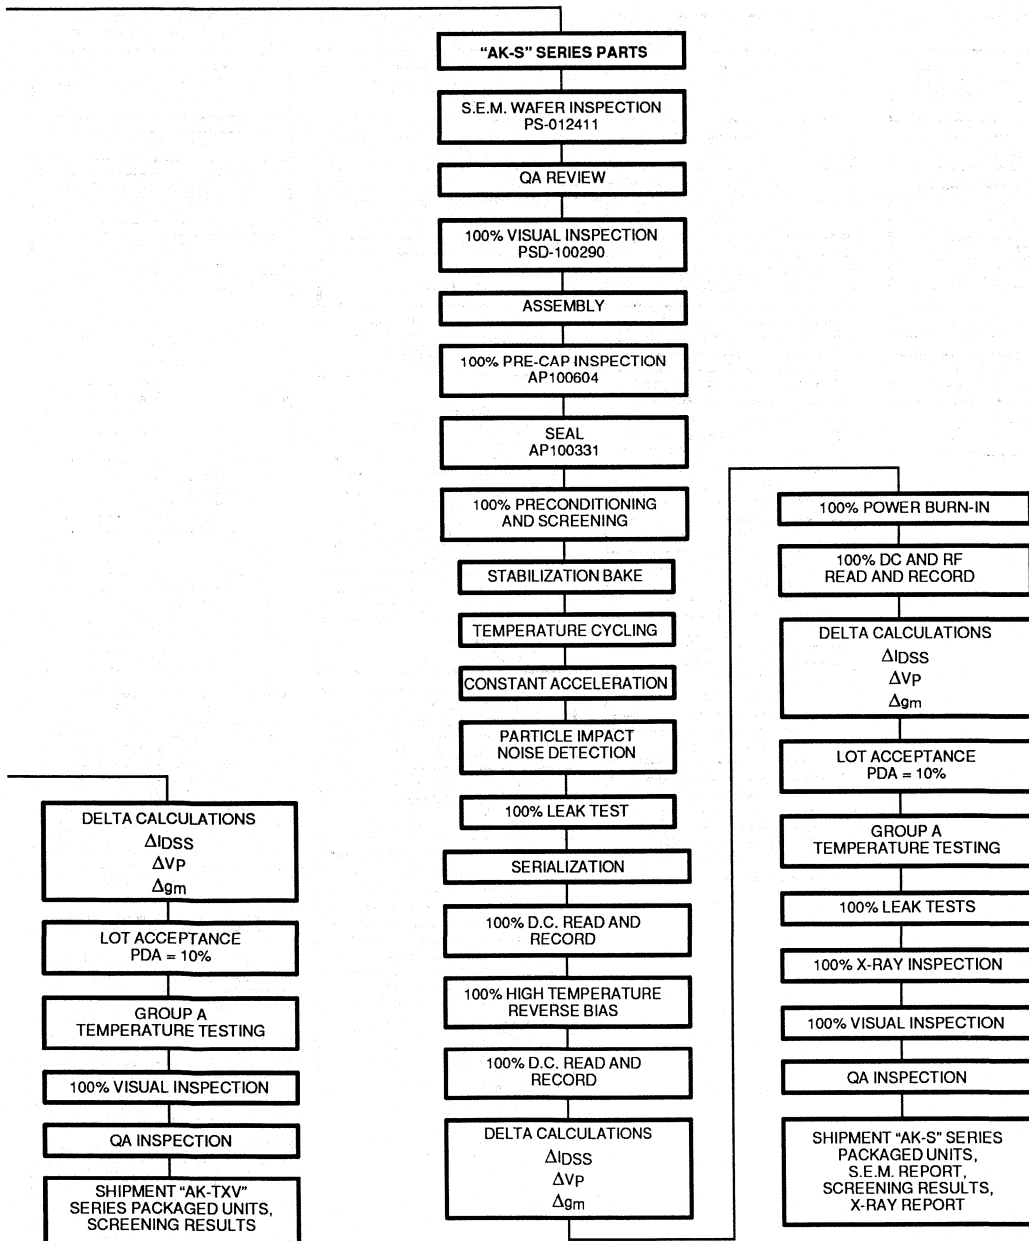 “AK-S” SERIES PARTS
S.E.M. WAFER INSPECTION
PS-012411
QA REVIEW
100% VISUAL INSPECTION
PSD-100290
ASSEMBLY
100% PRE-CAP INSPECTION
AP100604
SEAL
AP100331
100% PRECONDITIONING
AND SCREENING
STABILIZATION BAKE
TEMPERATURE CYCLING
CONSTANT ACCELERATION
PARTICLE IMPACT
NOISE DETECTION
100% LEAK TEST
SERIALIZATION
100% D.C. READ AND
RECORD
100% HIGH TEMPERATURE
REVERSE BIAS
100% D.C. READ AND
RECORD
DELTA CALCULATIONS
ΔIDSS
ΔVP
Δgm
100% POWER BURN-IN
100% DC AND RF
READ AND RECORD
DELTA CALCULATIONS
ΔIDSS
ΔVP
Δgm
LOT ACCEPTANCE
PDA = 10%
GROUP A
TEMPERATURE TESTING
100% LEAK TESTS
100% X-RAY INSPECTION
100% VISUAL INSPECTION
QA INSPECTION
SHIPMENT “AK-S” SERIES
PACKAGED UNITS,
S.E.M. REPORT,
SCREENING RESULTS,
X-RAY REPORT
DELTA CALCULATIONS
ΔIDSS
ΔVP
Δgm
LOT ACCEPTANCE
PDA = 10%
GROUP A
TEMPERATURE TESTING
100% VISUAL INSPECTION
QA INSPECTION
SHIPMENT “AK-TXV”
SERIES PACKAGED UNITS,
SCREENING RESULTS